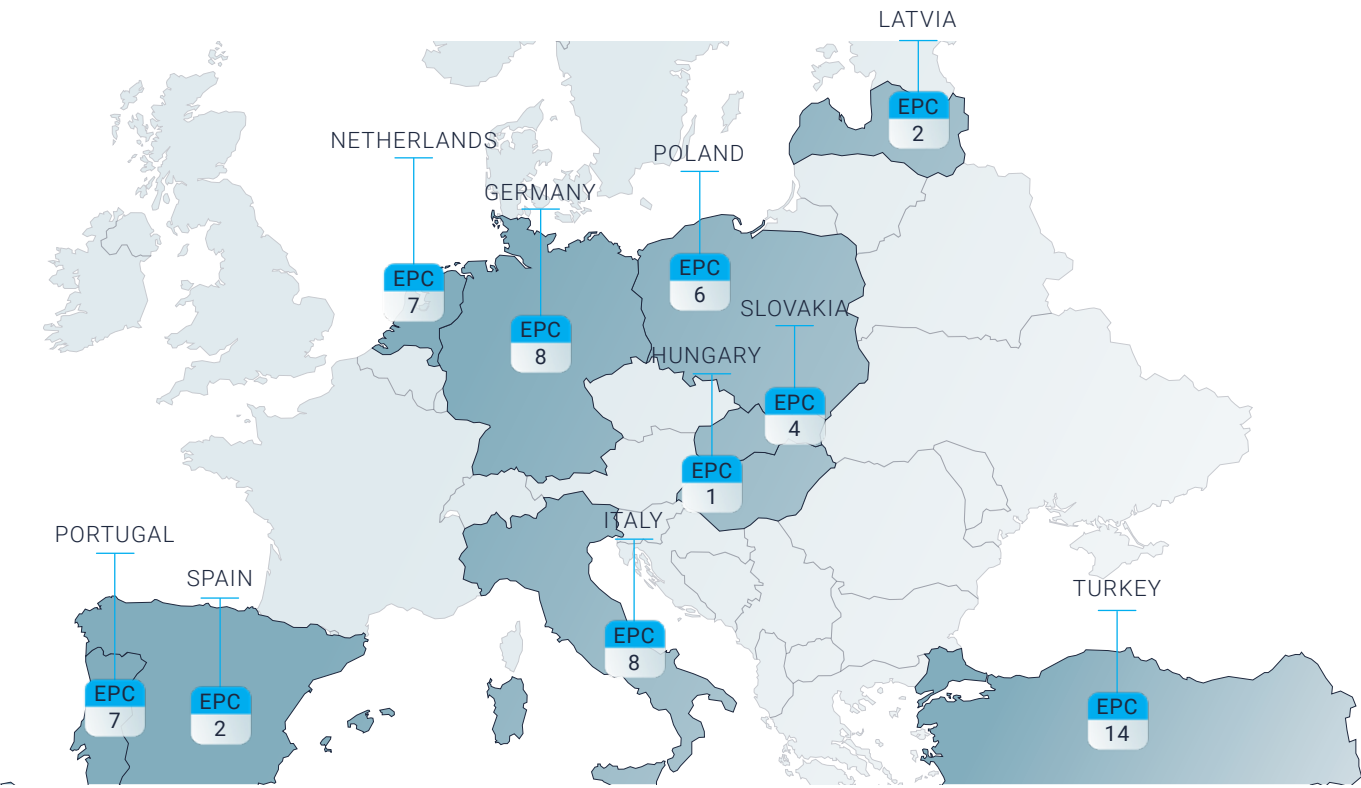 LATVIA
EPC
2
NETHERLANDS
EPC
7
POLAND
EPC
6
GERMANY
EPC
8
SLOVAKIA
EPC
4
HUNGARY
EPC
1
ITALY
EPC
8
PORTUGAL
EPC
7
SPAIN
EPC
2
TURKEY
EPC
14